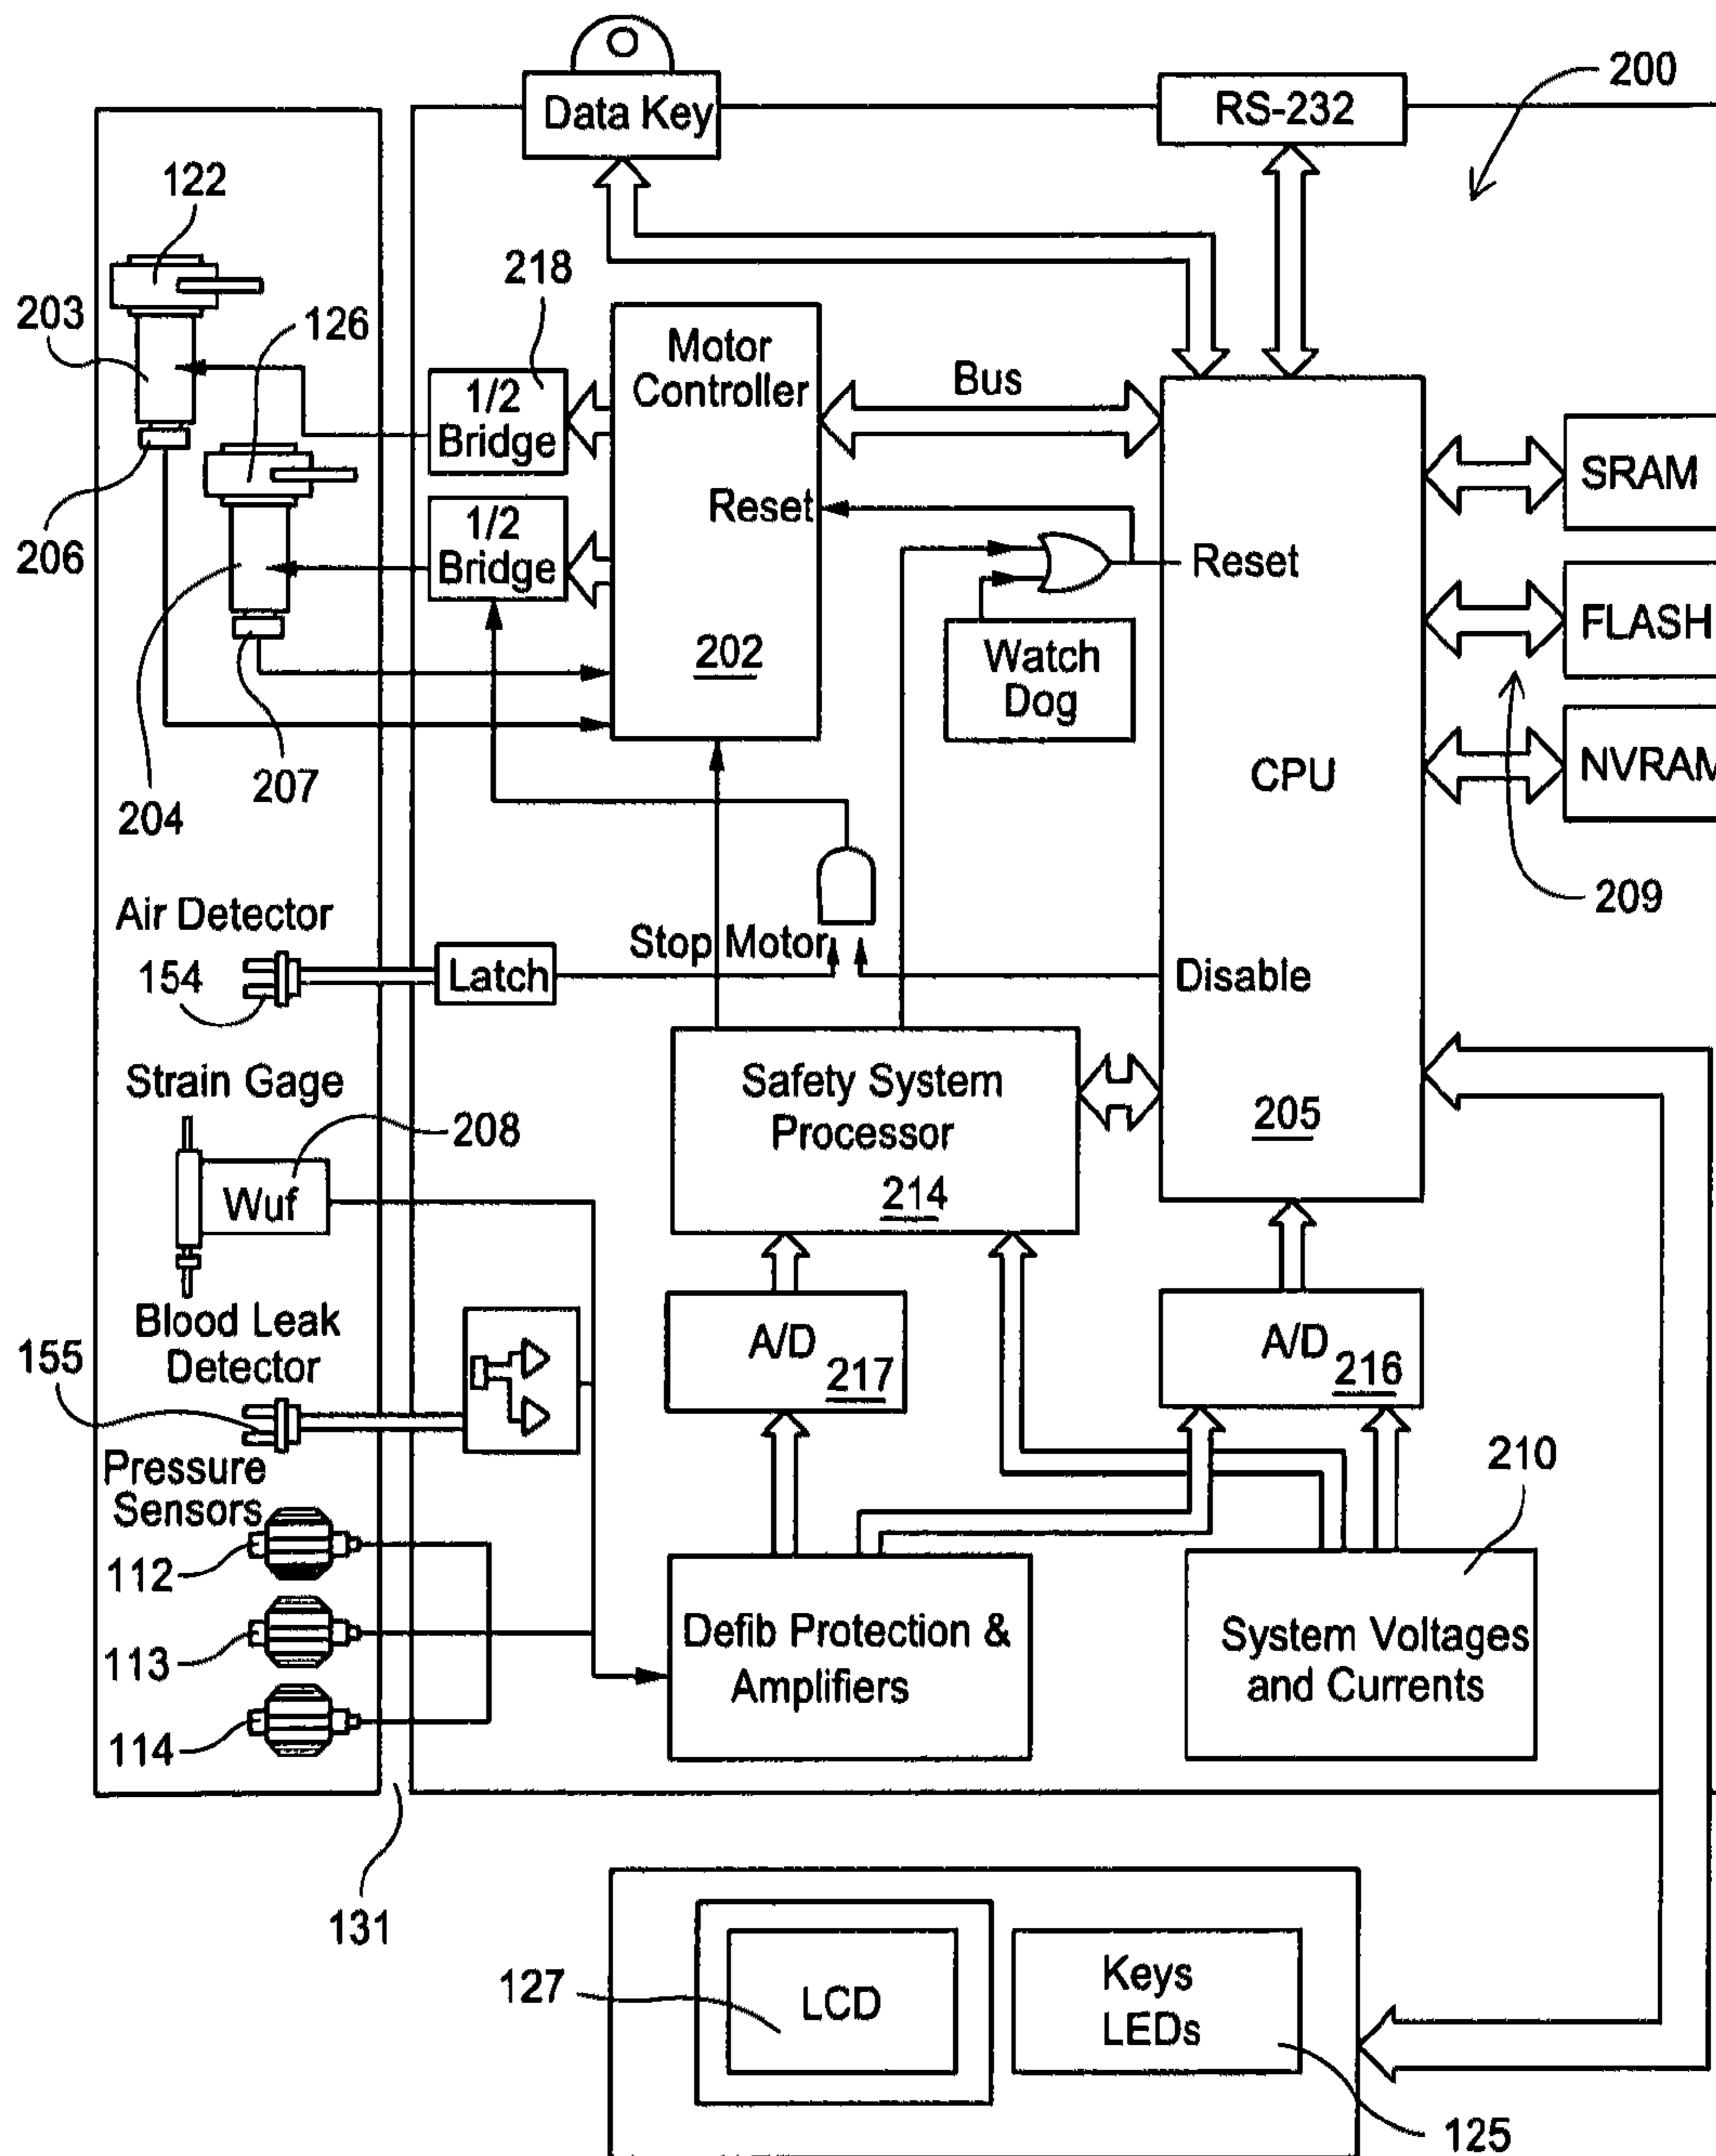 200
Data Key
RS-232
122
218
203
126
Motor
Controller
1/2
Bridge
Bus
SRAM
Reset
1/2
Bridge
206
Reset
FLASH
202
Watch
Dog
207
204
CPU
NVRAM
209
Air Detector
Stop Motor
154
Latch
Disable
Strain Gage
208
Safety System
Processor
205
Wuf
214
Blood Leak
Detector
155
A/D
217
A/D
216
Pressure
Sensors
210
112
Defib Protection &
Amplifiers
System Voltages
and Currents
113
114
131
127
LCD
Keys
LEDs
125